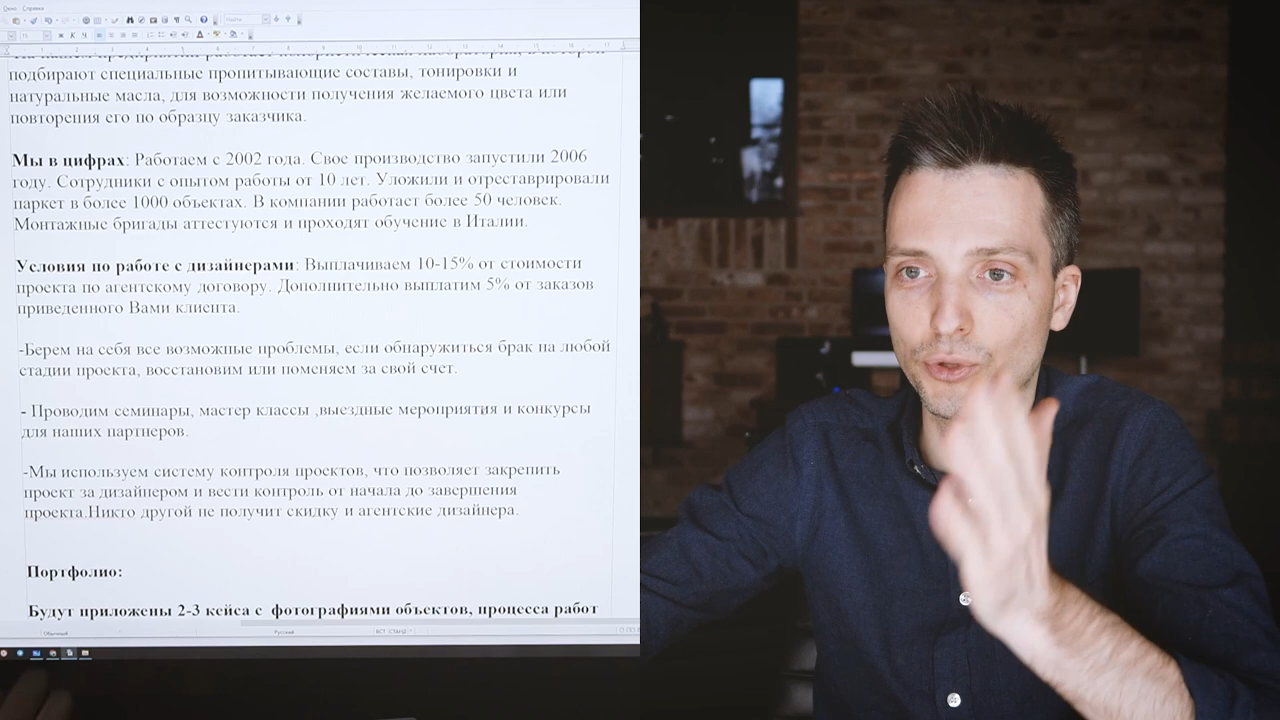 Окно Справка
Найти
подбирают специальные пропитывающие составы, тонировки и
натуральные масла, для возможности получения желаемого цвета или
повторения его по образцу заказчика.
Мы в цифрах: Работаем с 2002 года. Свое производство запустили 2006
году. Сотрудники с опытом работы от 10 лет. Уложили и отреставрировали
паркет в более 1000 объектах. В компании работает более 50 человек.
Монтажные бригады аттестуются и проходят обучение в Италии.
Условия по работе с дизайнерами: Выплачиваем 10-15% от стоимости
проекта по агентскому договору. Дополнительно выплатим 5% от заказов
приведенного Вами клиента.
-Берем на себя все возможные проблемы, если обнаружиться брак на любой
стадии проекта, восстановим или поменяем за свой счет.
- Проводим семинары, мастер классы ,выездные мероприятия и конкурсы
для наших партнеров.
-Мы используем систему контроля проектов, что позволяет закрепить
проект за дизайнером и вести контроль от начала до завершения
проекта.Никто другой не получит скидку и агентские дизайнера.
Портфолио:
Будут приложены 2-3 кейса с фотографиями объектов, процесса работ
Обычный Русский ВСТ СТАНД